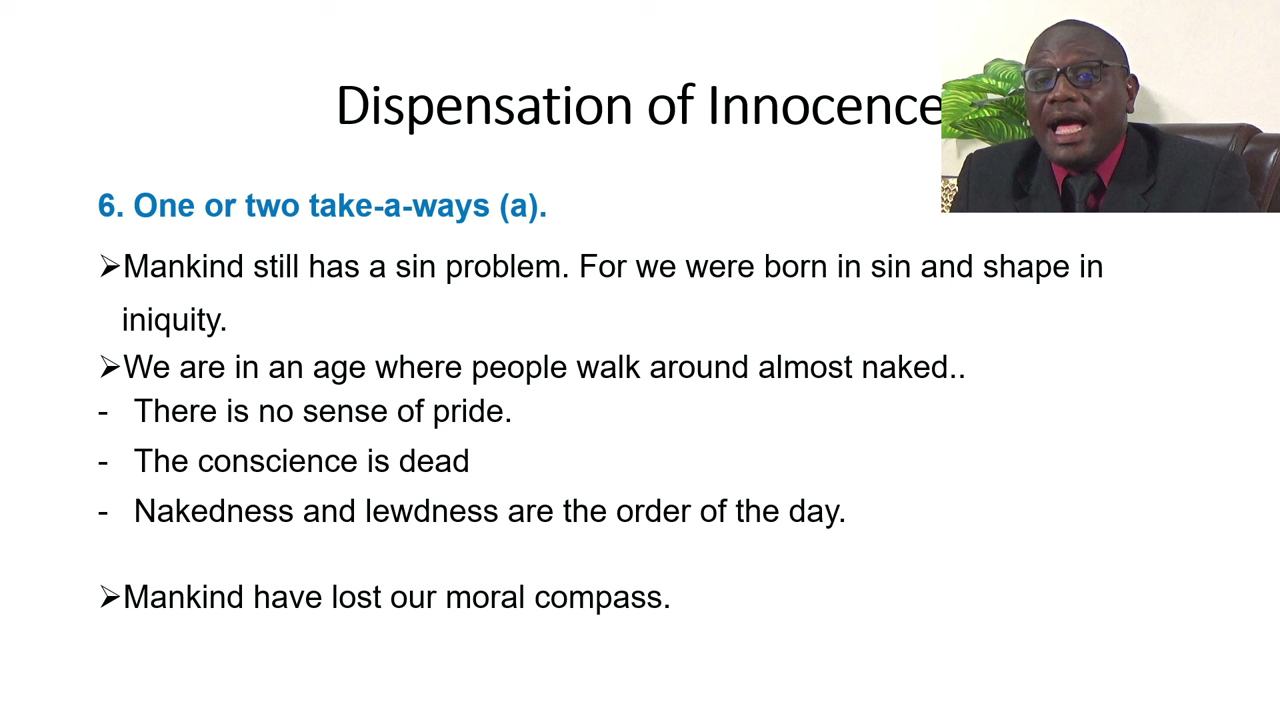 Dispensation of Innocence
6. One or two take-a-ways (a).
➢Mankind still has a sin problem. For we were born in sin and shape in
iniquity.
➢We are in an age where people walk around almost naked..
- There is no sense of pride.
- The conscience is dead
- Nakedness and lewdness are the order of the day.
➢Mankind have lost our moral compass.